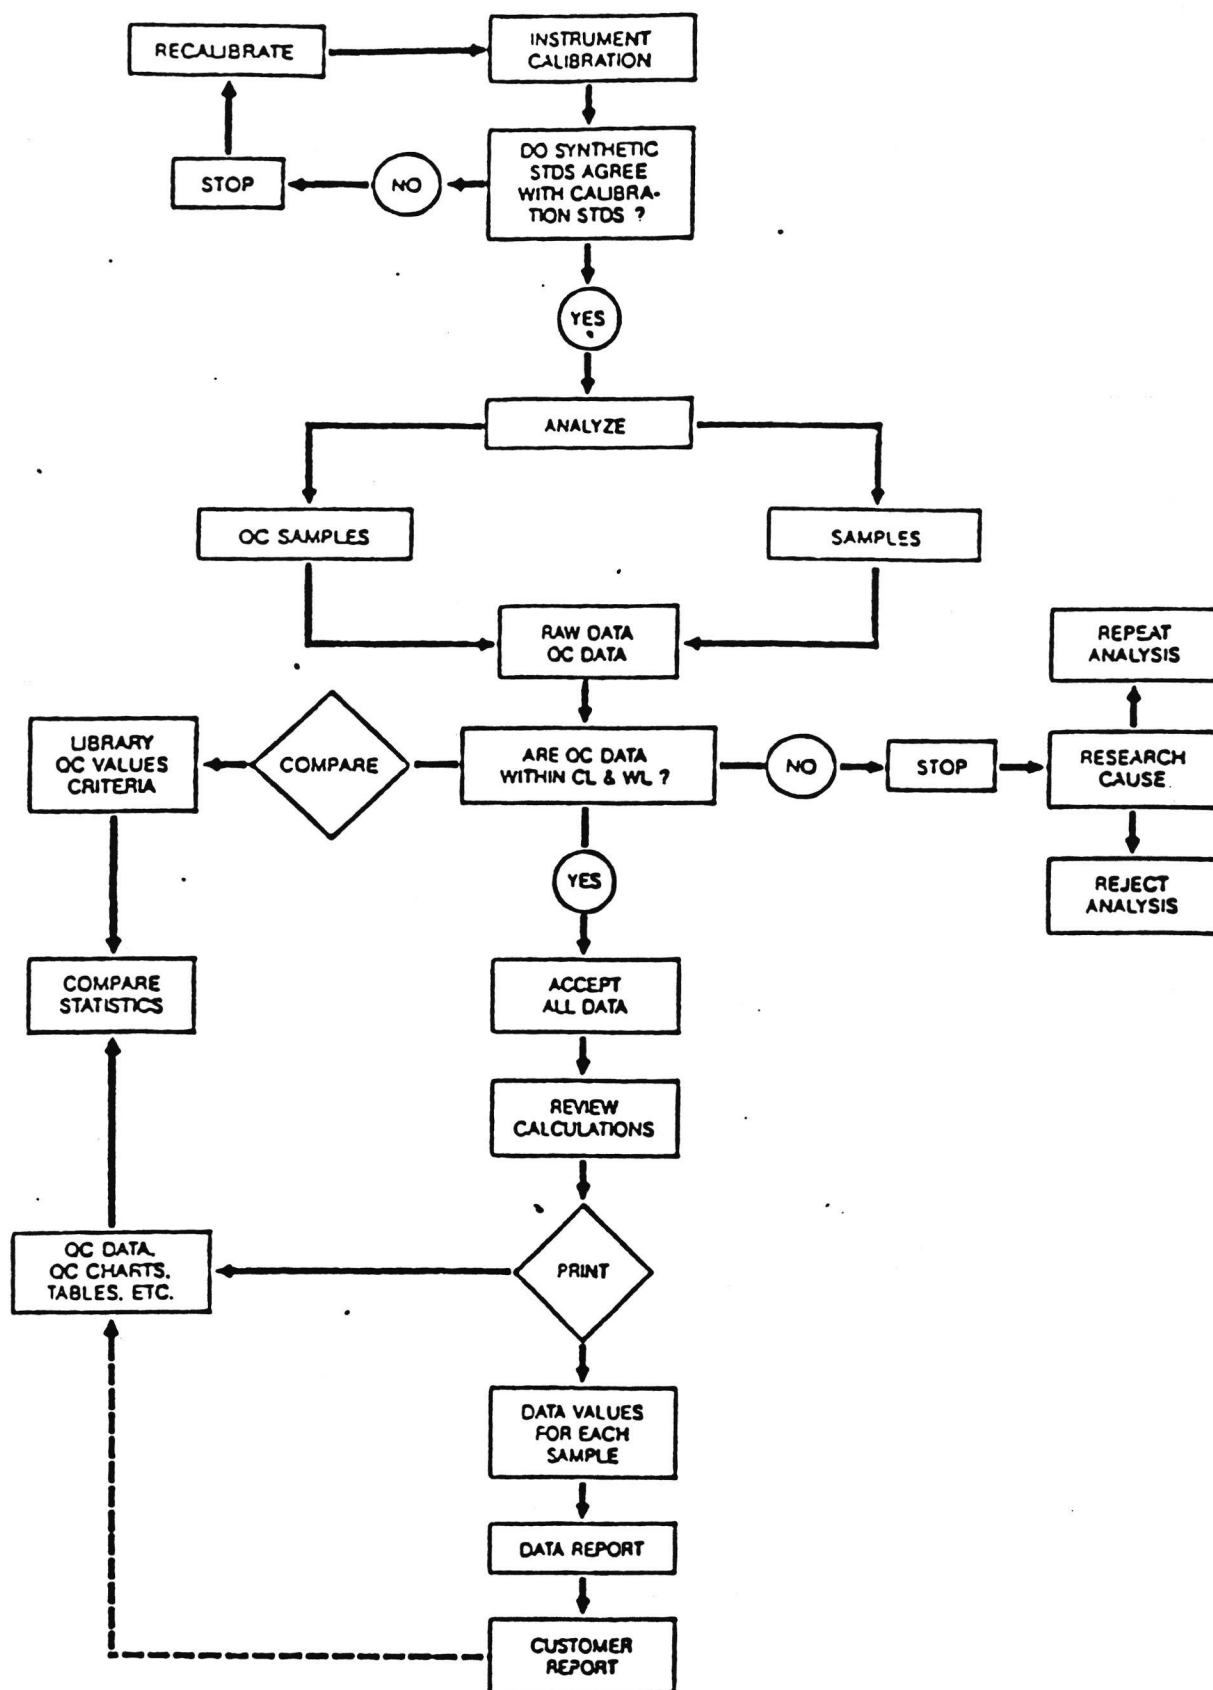 RECALIBRATE
INSTRUMENT
CALIBRATION
DO SYNTHETIC
STDS AGREE
WITH CALIBRA-
TION STDS ?
NO
STOP
YES
ANALYZE
QC SAMPLES
SAMPLES
RAW DATA
QC DATA
REPEAT
ANALYSIS
LIBRARY
QC VALUES
CRITERIA
COMPARE
ARE QC DATA
WITHIN CL & WL ?
NO
STOP
RESEARCH
CAUSE
YES
REJECT
ANALYSIS
COMPARE
STATISTICS
ACCEPT
ALL DATA
REVIEW
CALCULATIONS
QC DATA,
QC CHARTS,
TABLES, ETC.
PRINT
DATA VALUES
FOR EACH
SAMPLE
DATA REPORT
CUSTOMER
REPORT